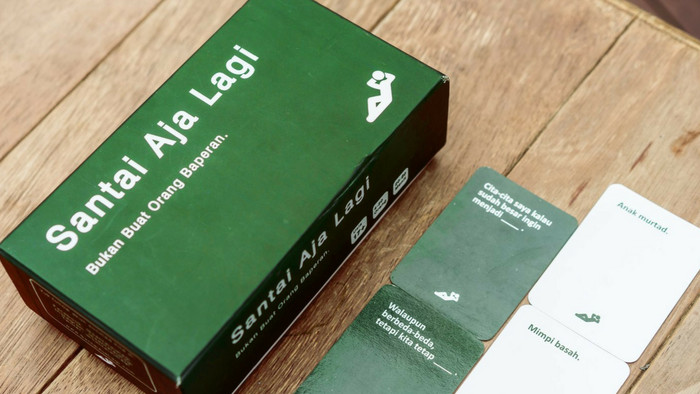 Santai Aja Lagi
Bukan Buat Orang Baperan.
Santai Aja Lagi
Bukan Buat Orang Baperan.
Cita-cita saya kalau
sudah besar ingin
menjadi ____.
Anak murtad.
Walaupun
berbeda-beda,
tetapi kita tetap ____.
Mimpi basah.